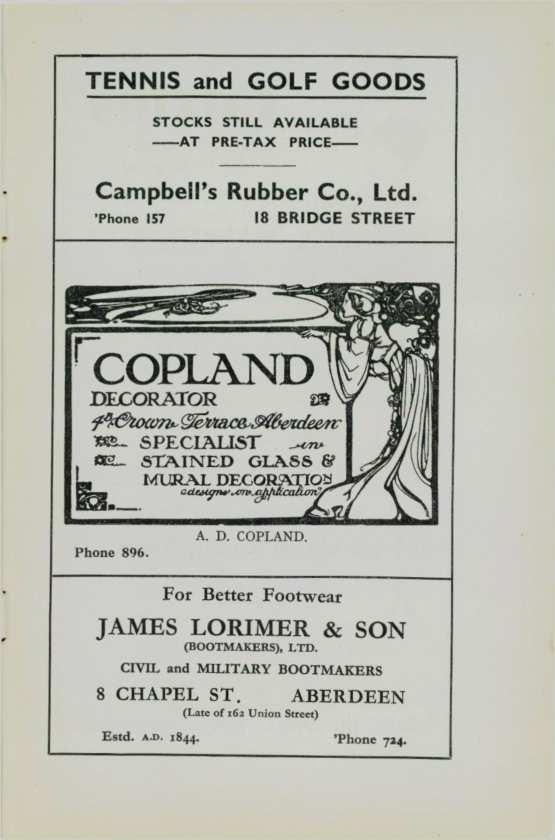 TENNIS and GOLF GOODS
STOCKS STILL AVAILABLE
—AT PRE-TAX PRICE—
Campbell's Rubber Co., Ltd.
'Phone 157 18 BRIDGE STREET
COPLAND
DECORATOR
4B Crown Terrace Aberdeen
SPECIALIST in
STAINED GLASS &
MURAL DECORATION
designs on application
A. D. COPLAND.
Phone 896.
For Better Footwear
JAMES LORIMER & SON
(BOOTMAKERS), LTD.
CIVIL and MILITARY BOOTMAKERS
8 CHAPEL ST. ABERDEEN
(Late of 162 Union Street)
Estd. A.D. 1844. 'Phone 724.